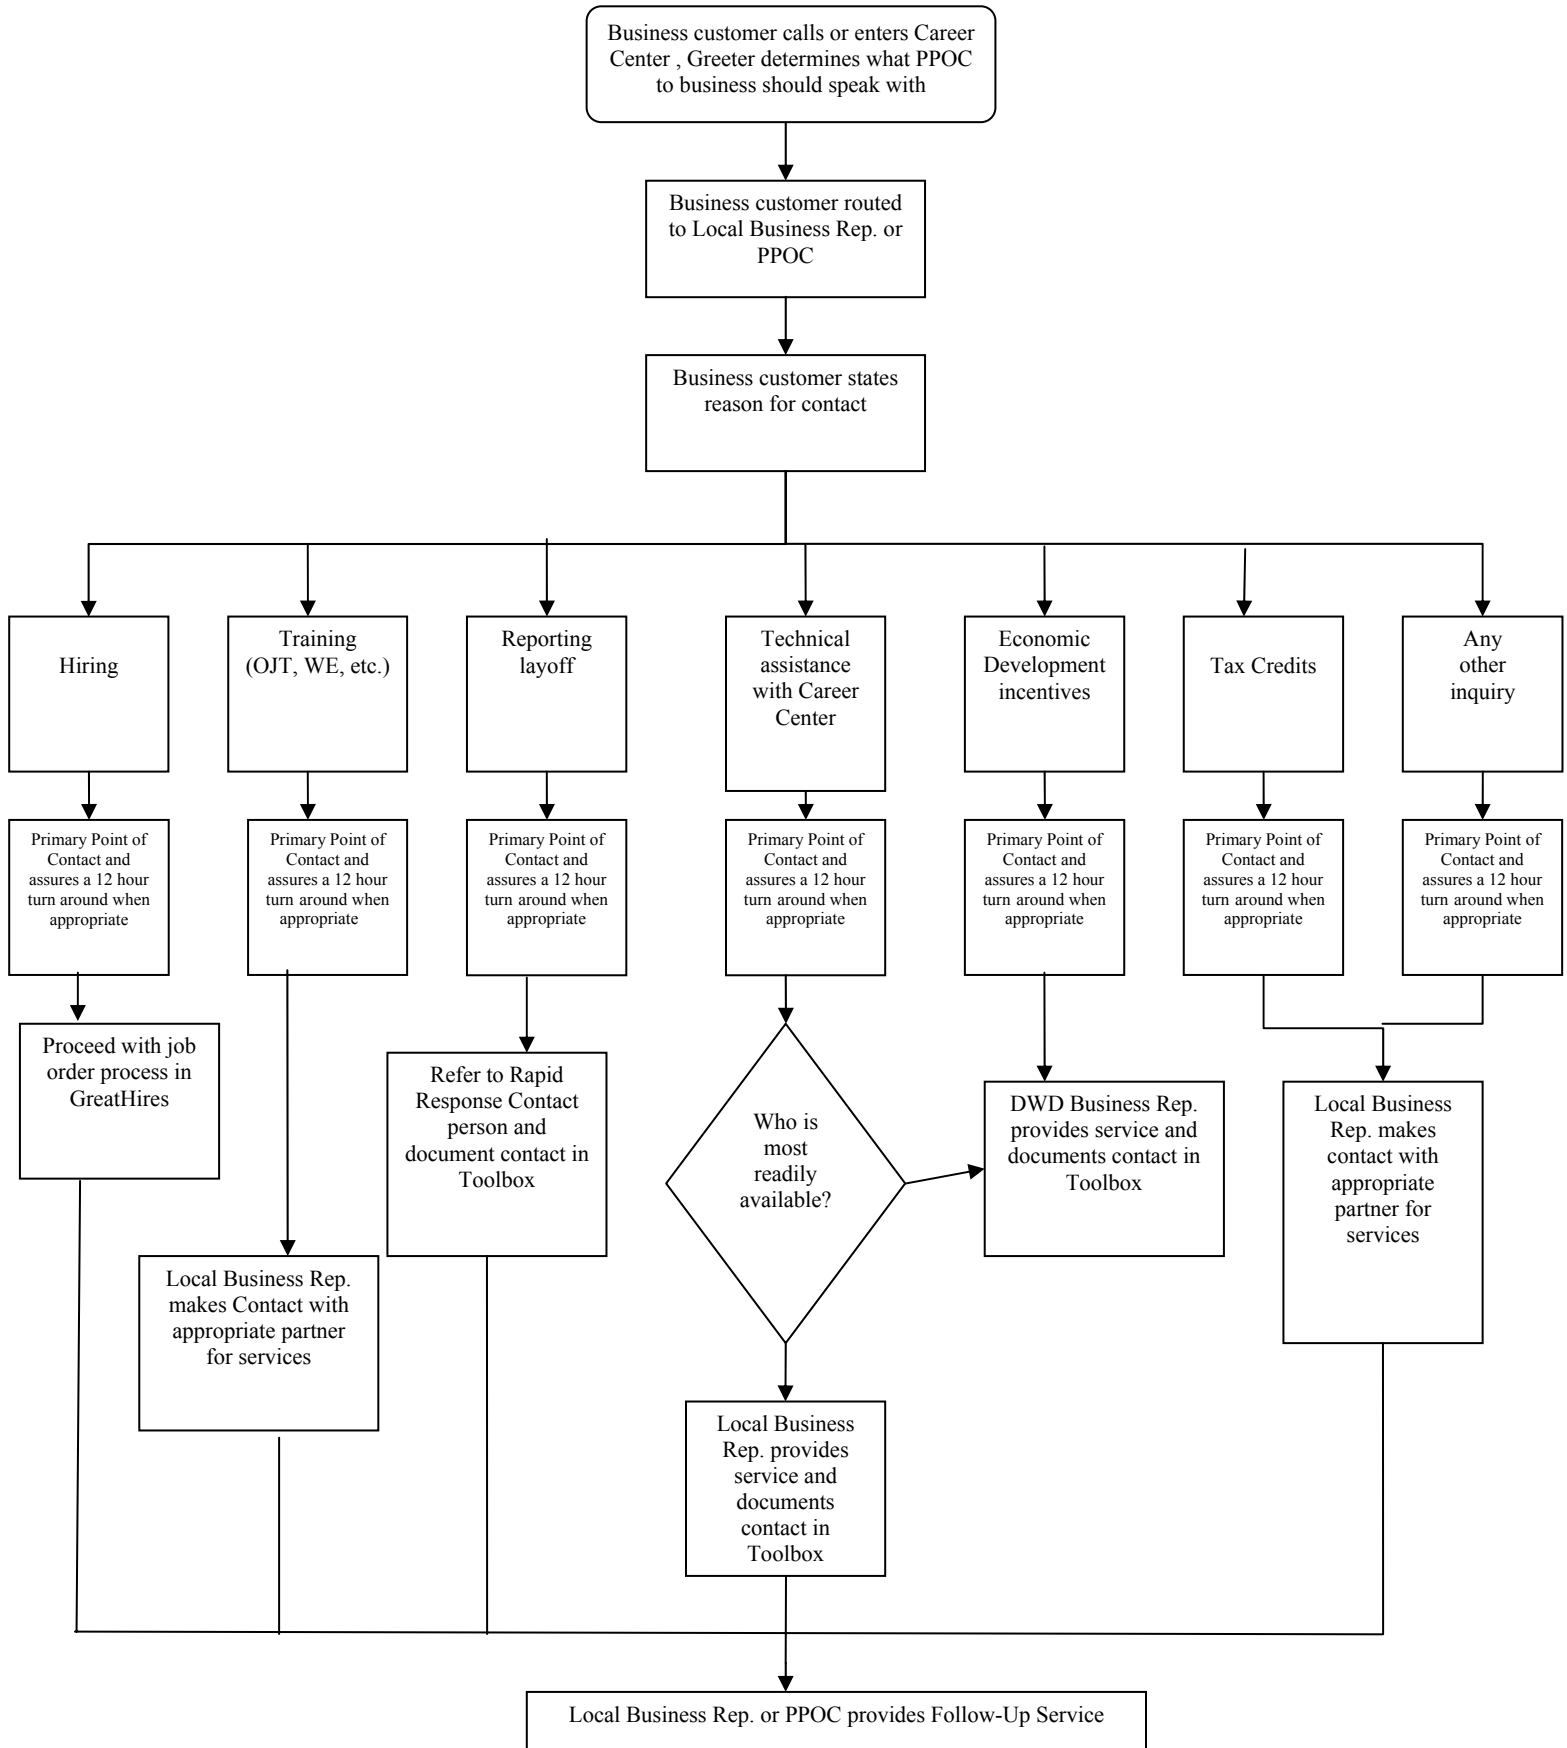 Business customer calls or enters Career
Center , Greeter determines what PPOC
to business should speak with
Business customer routed
to Local Business Rep. or
PPOC
Business customer states
reason for contact
Hiring
Training
(OJT, WE, etc.)
Reporting
layoff
Technical
assistance
with Career
Center
Economic
Development
incentives
Tax Credits
Any
other
inquiry
Primary Point of
Contact and
assures a 12 hour
turn around when
appropriate
Primary Point of
Contact and
assures a 12 hour
turn around when
appropriate
Primary Point of
Contact and
assures a 12 hour
turn around when
appropriate
Primary Point of
Contact and
assures a 12 hour
turn around when
appropriate
Primary Point of
Contact and
assures a 12 hour
turn around when
appropriate
Primary Point of
Contact and
assures a 12 hour
turn around when
appropriate
Primary Point of
Contact and
assures a 12 hour
turn around when
appropriate
Proceed with job
order process in
GreatHires
Refer to Rapid
Response Contact
person and
document contact in
Toolbox
Who is
most
readily
available?
DWD Business Rep.
provides service and
documents contact in
Toolbox
Local Business
Rep. makes
contact with
appropriate
partner for
services
Local Business Rep.
makes Contact with
appropriate partner
for services
Local Business
Rep. provides
service and
documents
contact in
Toolbox
Local Business Rep. or PPOC provides Follow-Up Service